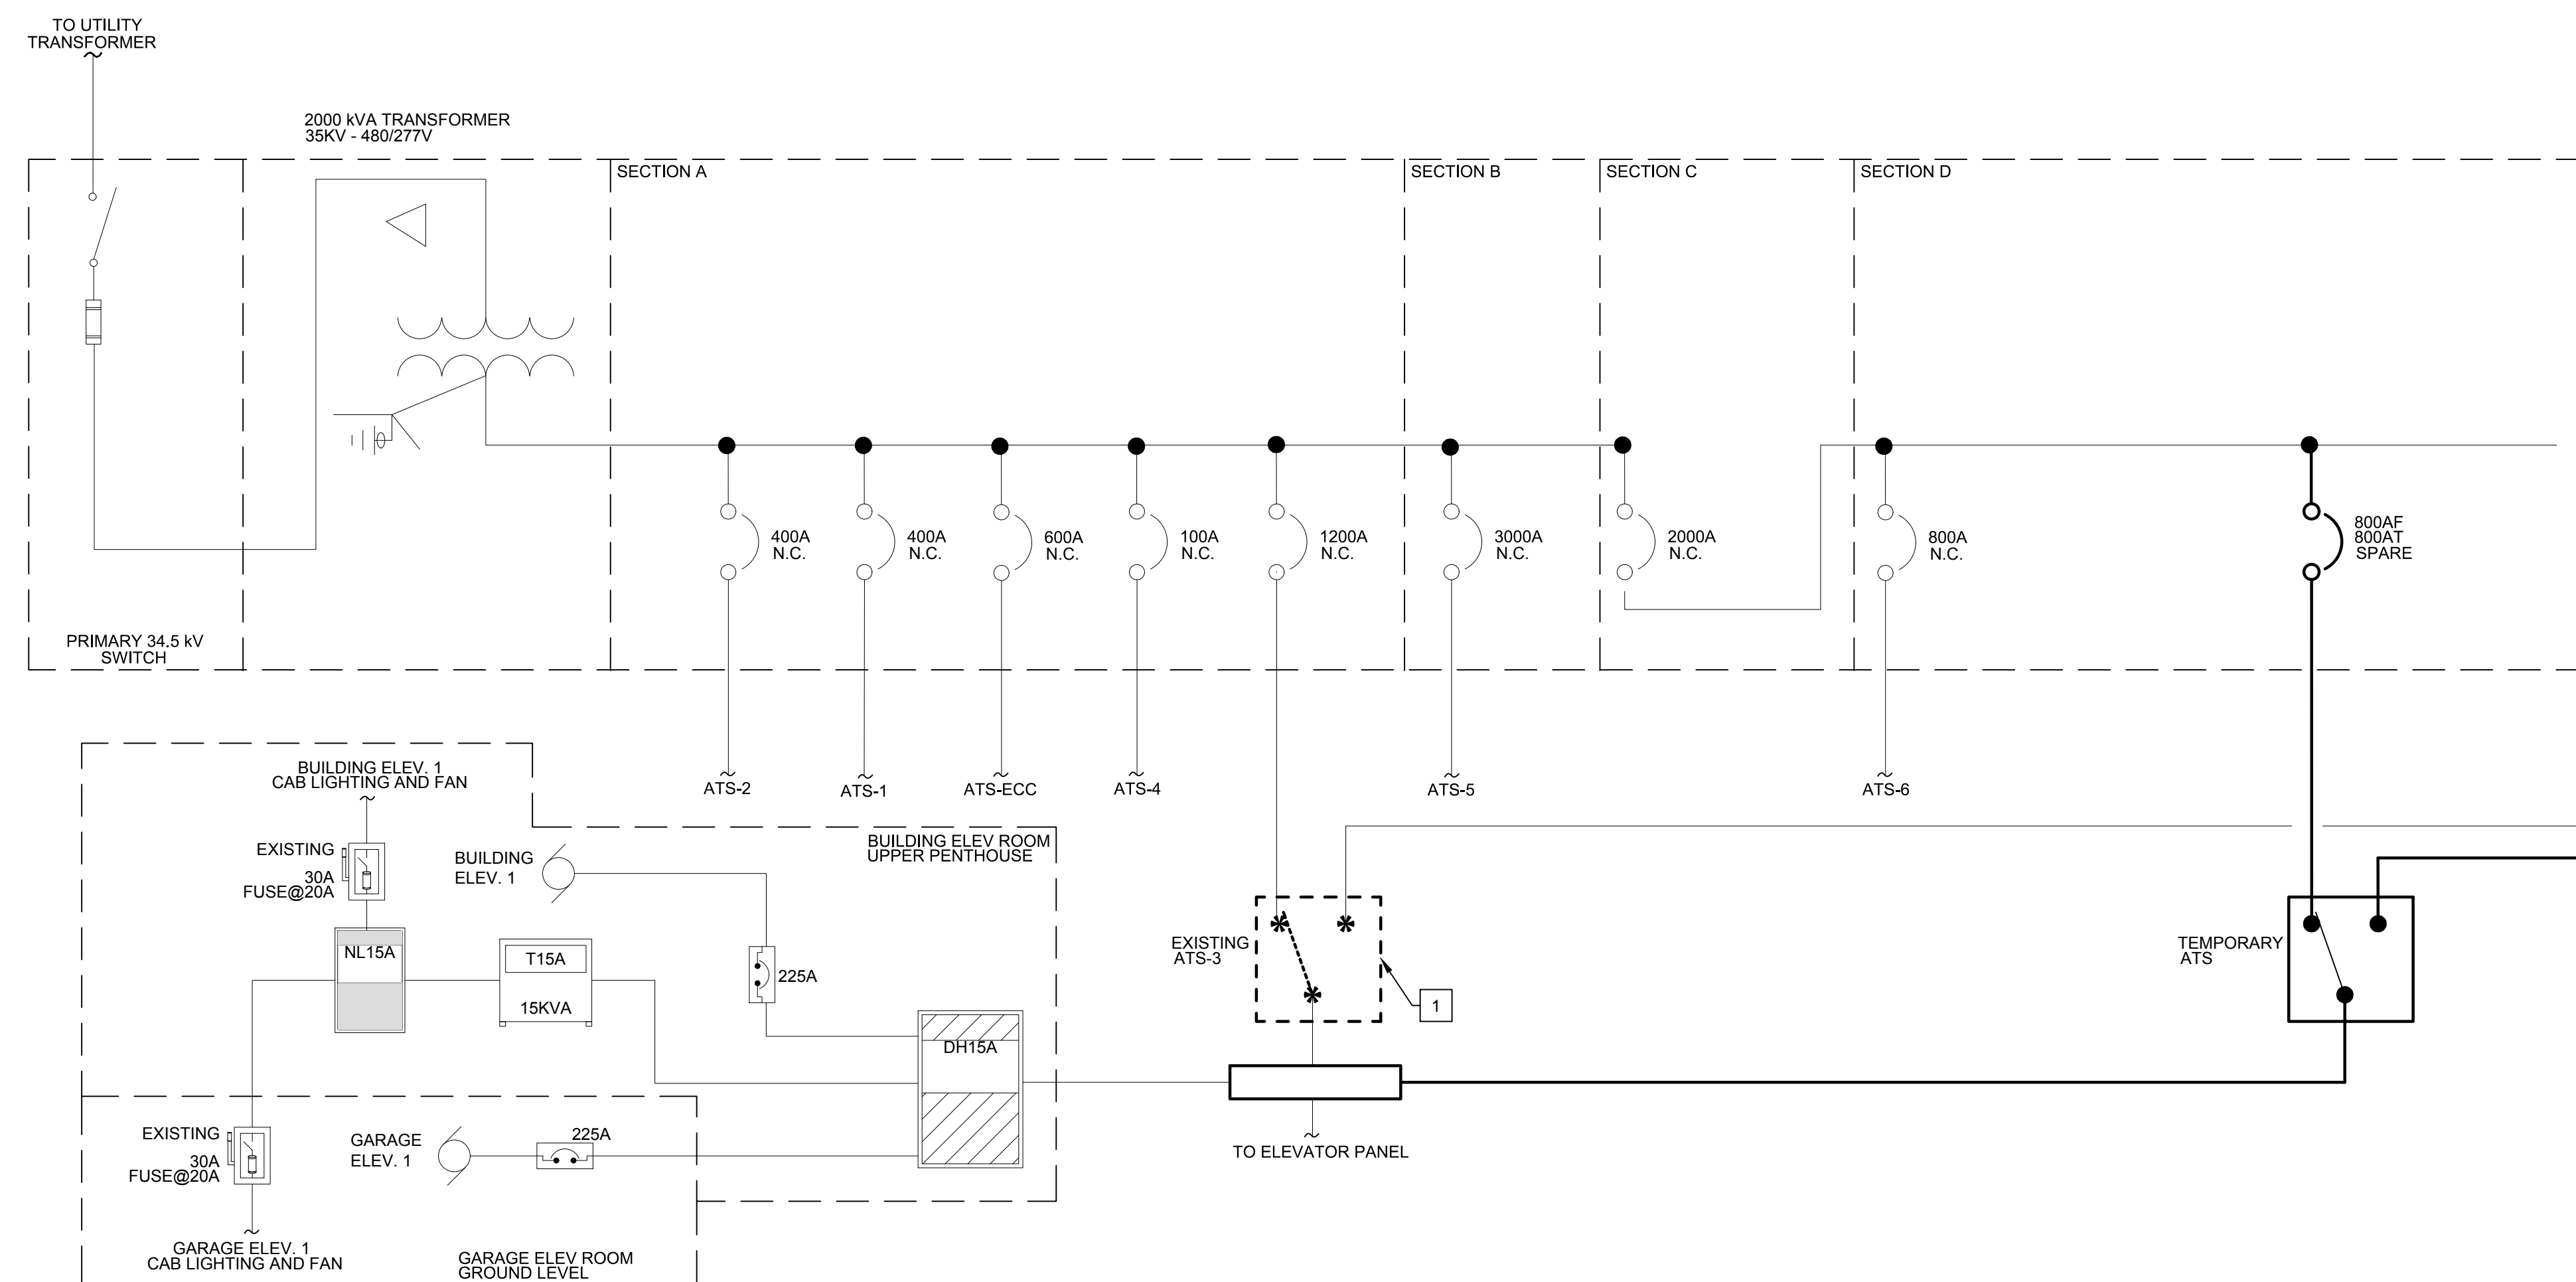 TO UTILITY
TRANSFORMER
2000 kVA TRANSFORMER
35KV - 480/277V
SECTION A
SECTION B
SECTION C
SECTION D
400A
N.C.
400A
N.C.
600A
N.C.
100A
N.C.
1200A
N.C.
3000A
N.C.
2000A
N.C.
800A
N.C.
800AF
800AT
SPARE
PRIMARY 34.5 kV
SWITCH
ATS-2
ATS-1
ATS-ECC
ATS-4
ATS-5
ATS-6
BUILDING ELEV. 1
CAB LIGHTING AND FAN
EXISTING
30A
FUSE@20A
BUILDING
ELEV. 1
BUILDING ELEV ROOM
UPPER PENTHOUSE
NL15A
T15A
15KVA
225A
DH15A
EXISTING
ATS-3
1
TEMPORARY
ATS
TO ELEVATOR PANEL
EXISTING
30A
FUSE@20A
GARAGE
ELEV. 1
225A
GARAGE ELEV. 1
CAB LIGHTING AND FAN
GARAGE ELEV ROOM
GROUND LEVEL